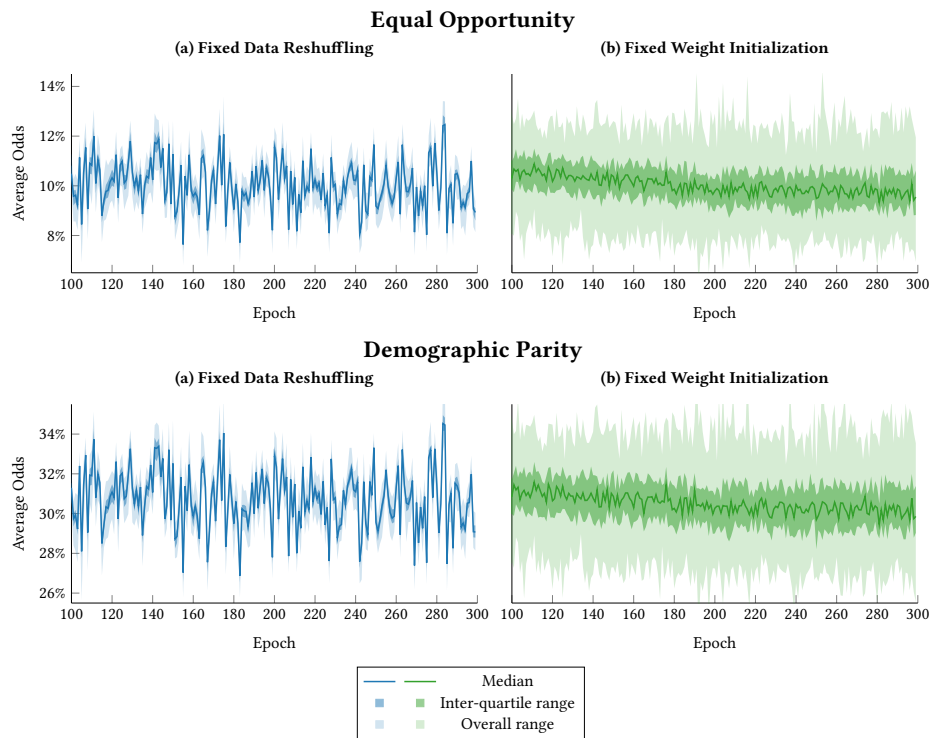 Equal Opportunity
(a) Fixed Data Reshuffling
(b) Fixed Weight Initialization
14%
12%
10%
8%
Average Odds
100 120 140 160 180 200 220 240 260 280 300
100 120 140 160 180 200 220 240 260 280 300
Epoch
Epoch
Demographic Parity
(a) Fixed Data Reshuffling
(b) Fixed Weight Initialization
34%
32%
30%
28%
26%
Average Odds
100 120 140 160 180 200 220 240 260 280 300
100 120 140 160 180 200 220 240 260 280 300
Epoch
Epoch
Median
Inter-quartile range
Overall range